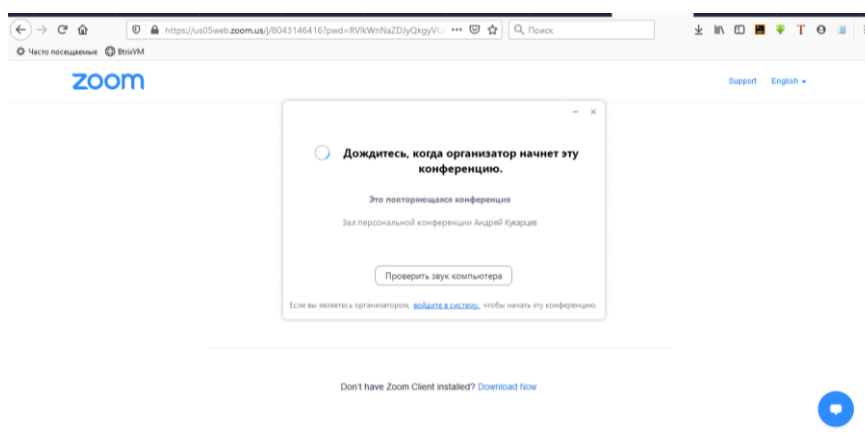 https://us05web.zoom.us/j/8043146416?pwd=RVlkWnNaZDJyQkgyVU
Поиск
Часто посещаемые
BtrixVM
zoom
Support English
Дождитесь, когда организатор начнет эту
конференцию.
Это повторяющаяся конференция
Зал персональной конференции Андрей Кукарцев
Проверить звук компьютера
Если вы являетесь организатором, войдите в систему, чтобы начать эту конференцию.
Don't have Zoom Client installed? Download Now